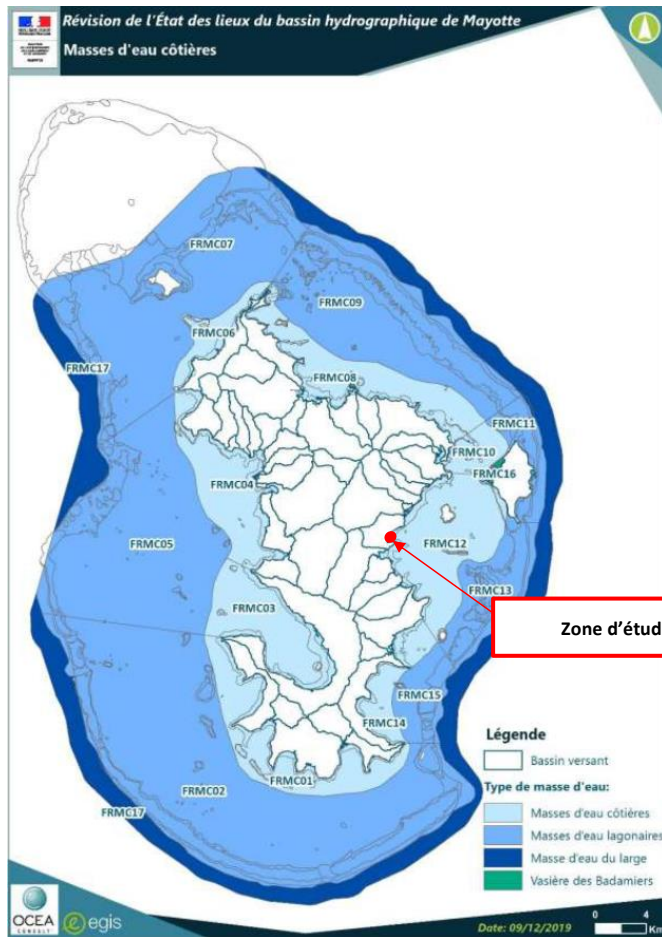 Révision de l'État des lieux du bassin hydrographique de Mayotte
Masses d'eau côtières
FRMC07
FRMC09
FRMC06
FRMC17
FRMC08
FRMC11
FRMC10
FRMC16
FRMC04
FRMC05
FRMC12
FRMC13
FRMC03
Zone d'étud
FRMC15
FRMC14
FRMC01
FRMC02
FRMC17
Légende
Bassin versant
Type de masse d'eau:
Masses d'eau côtières
Masses d'eau lagonaires
Masse d'eau du large
Vasière des Badamiers
OCEA
CONSULT'
egis
Date: 09/12/2019
0 4
Km